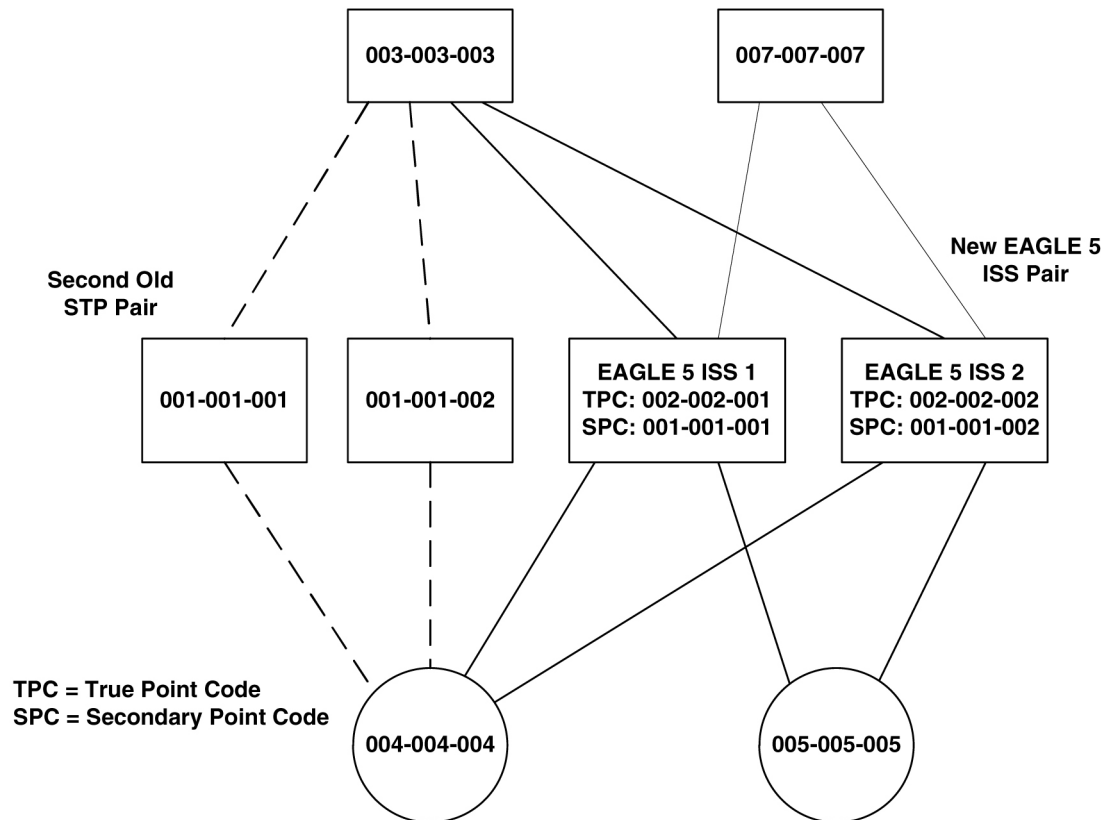 003-003-003
007-007-007
New EAGLE 5
ISS Pair
Second Old
STP Pair
001-001-001
001-001-002
EAGLE 5 ISS 1
TPC: 002-002-001
SPC: 001-001-001
EAGLE 5 ISS 2
TPC: 002-002-002
SPC: 001-001-002
TPC = True Point Code
SPC = Secondary Point Code
004-004-004
005-005-005